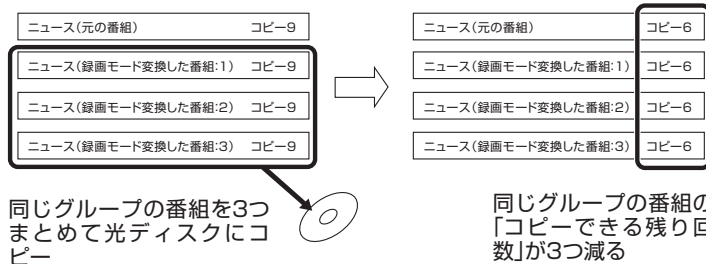 ニュース(元の番組) コピー9
ニュース(録画モード変換した番組:1) コピー9
ニュース(録画モード変換した番組:2) コピー9
ニュース(録画モード変換した番組:3) コピー9
同じグループの番組を3つ
まとめて光ディスクにコ
ピー
ニュース(元の番組) コピー6
ニュース(録画モード変換した番組:1) コピー6
ニュース(録画モード変換した番組:2) コピー6
ニュース(録画モード変換した番組:3) コピー6
同じグループの番組の
「コピーできる残り回
数」が3つ減る